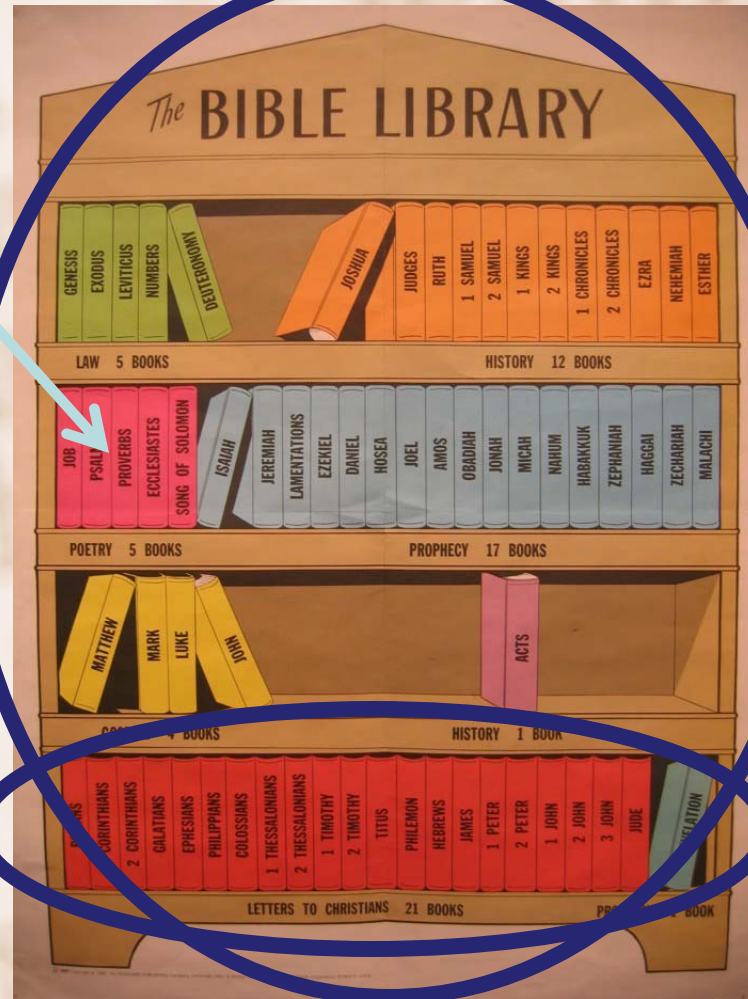 The BIBLE LIBRARY
GENESIS
EXODUS
LEVITICUS
NUMBERS
DEUTERONOMY
JOSHUA
JUDGES
RUTH
1 SAMUEL
2 SAMUEL
1 KINGS
2 KINGS
1 CHRONICLES
2 CHRONICLES
EZRA
NEHEMIAH
ESTHER
LAW 5 BOOKS
HISTORY 12 BOOKS
JOB
PROVERBS
ECCLESIASTES
SONG OF SOLOMON
ISAIAH
JEREMIAH
LAMENTATIONS
EZEKIEL
DANIEL
HOSEA
JOEL
AMOS
OBADIAH
JONAH
MICAH
NAHUM
HABAKKUK
ZEPHANIAH
HAGGAI
ZECHARIAH
MALACHI
POETRY 5 BOOKS
PROPHECY 17 BOOKS
MATTHEW
MARK
LUKE
JOHN
ACTS
4 BOOKS
HISTORY 1 BOOK
CORINTHIANS
2 CORINTHIANS
GALATIANS
EPHESIANS
PHILIPPIANS
COLOSSIANS
1 THESSALONIANS
2 THESSALONIANS
1 TIMOTHY
2 TIMOTHY
TITUS
PHILEMON
HEBREWS
JAMES
1 PETER
2 PETER
1 JOHN
2 JOHN
3 JOHN
JUDE
LETTERS TO CHRISTIANS 21 BOOKS
BOOK